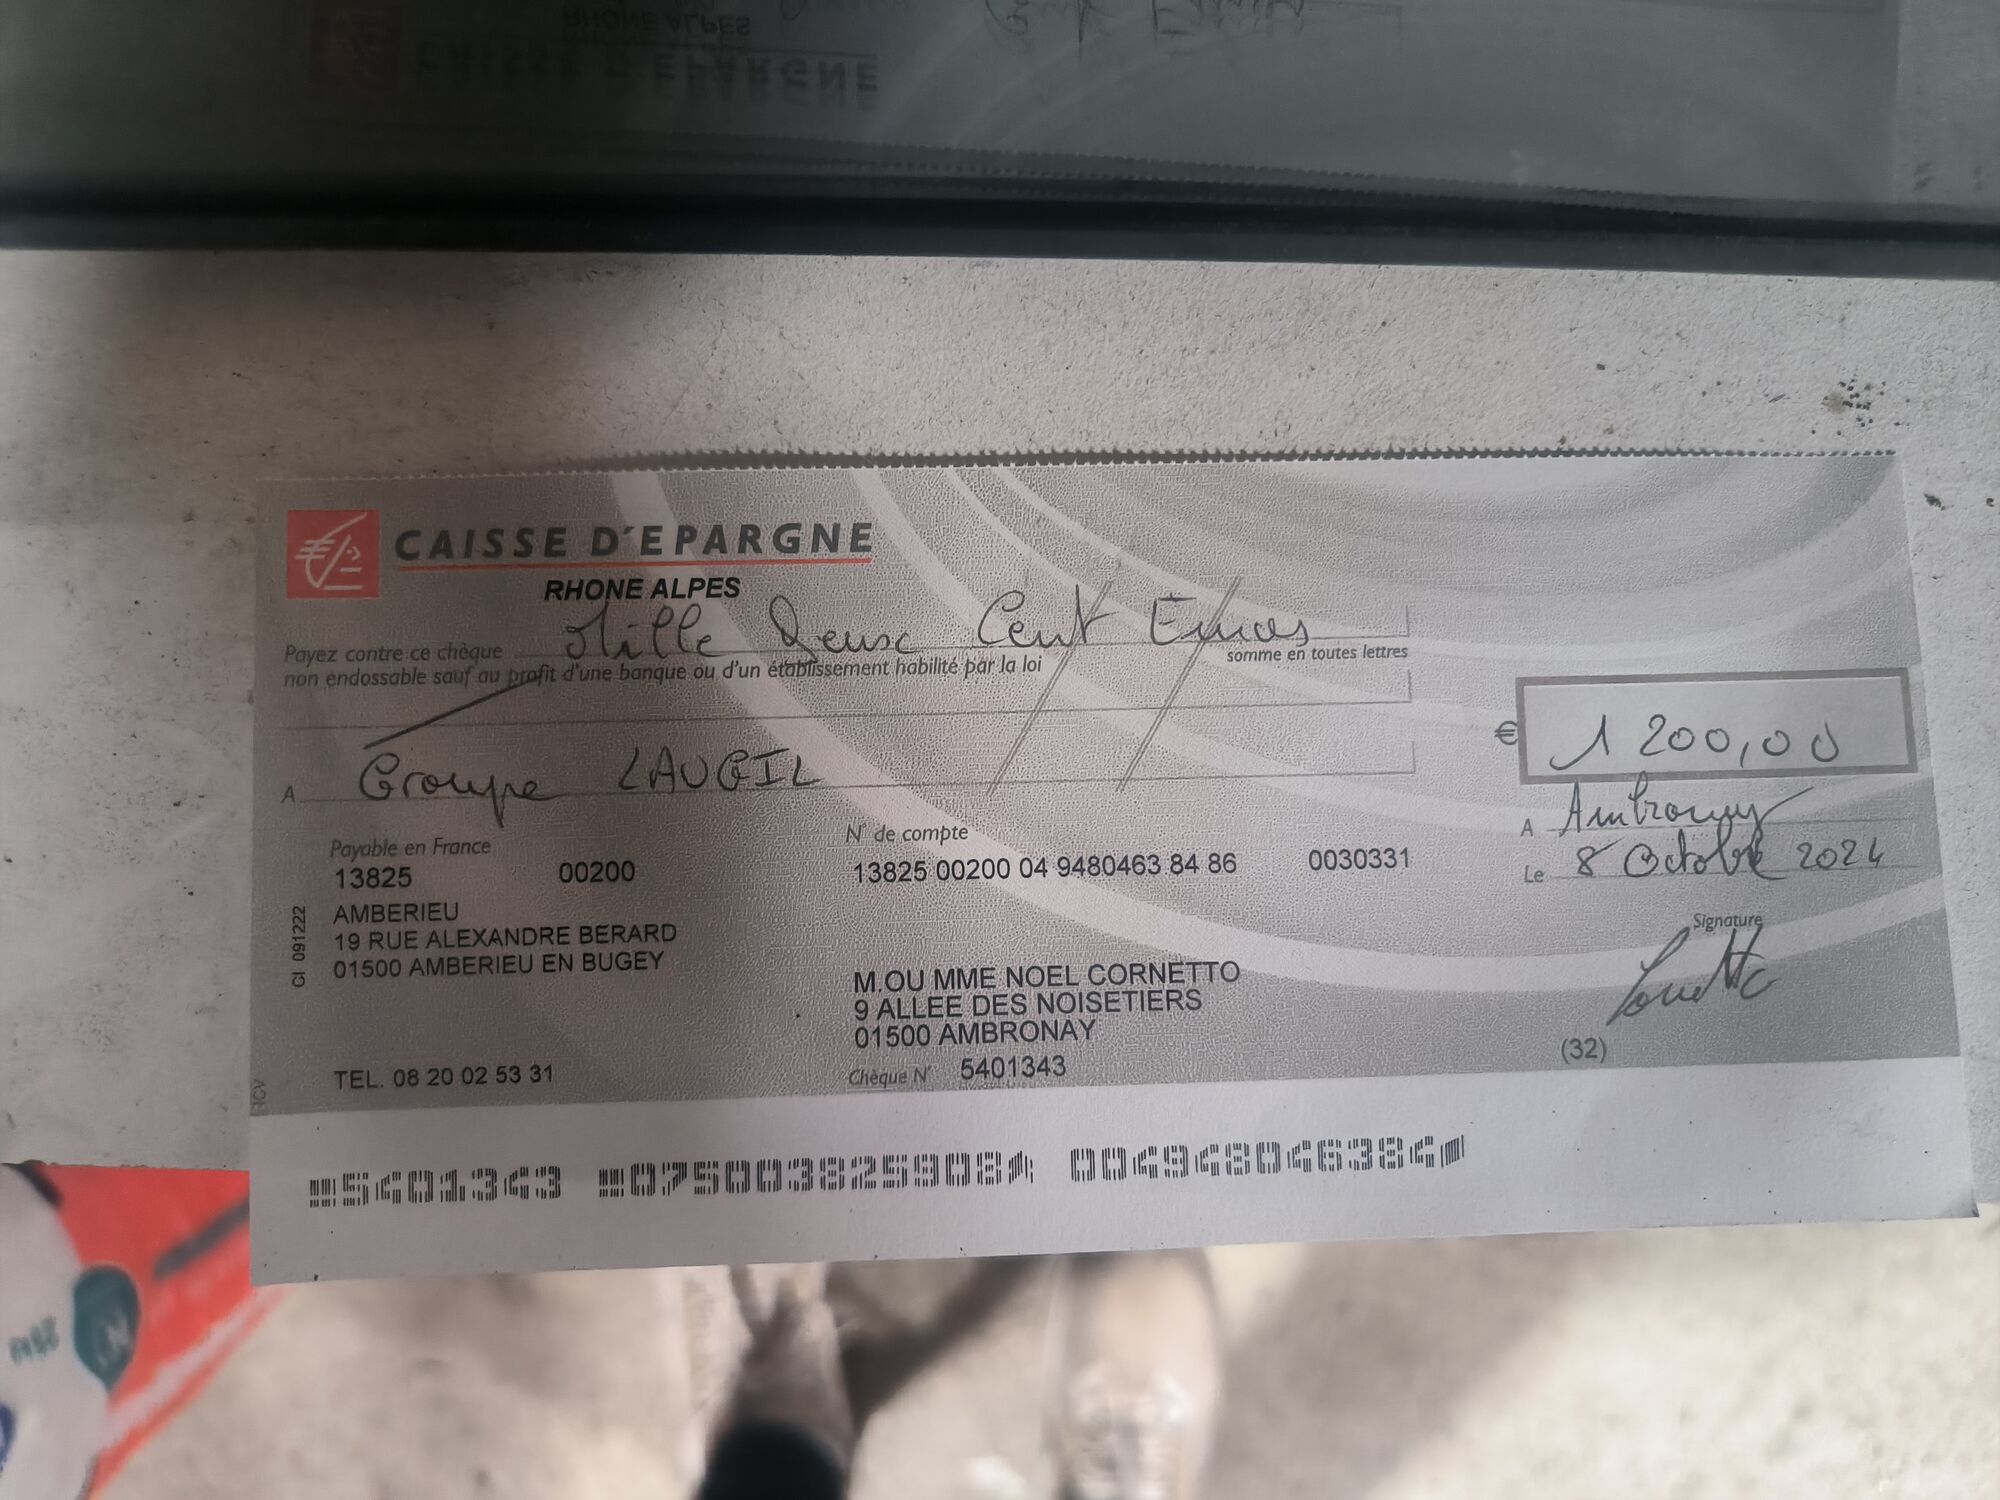 CAISSE D'EPARGNE
RHONE ALPES
Payez contre ce chèque Mille Deux Cent Euros
non endossable sauf au profit d'une banque ou d'un établissement habilité par la loi
somme en toutes lettres
€ 1 200,00
A Groupe LAUGIL
A Ambronay
Le 8 Octobre 2024
Payable en France
N° de compte
13825 00200
13825 00200 04 9480463 84 86 0030331
AMBERIEU
19 RUE ALEXANDRE BERARD
01500 AMBERIEU EN BUGEY
CI 091222
Signature
M.OU MME NOEL CORNETTO
9 ALLEE DES NOISETIERS
01500 AMBRONAY
(32)
TEL. 08 20 02 53 31
Chèque N° 5401343
5401343 075003825908 004948046384